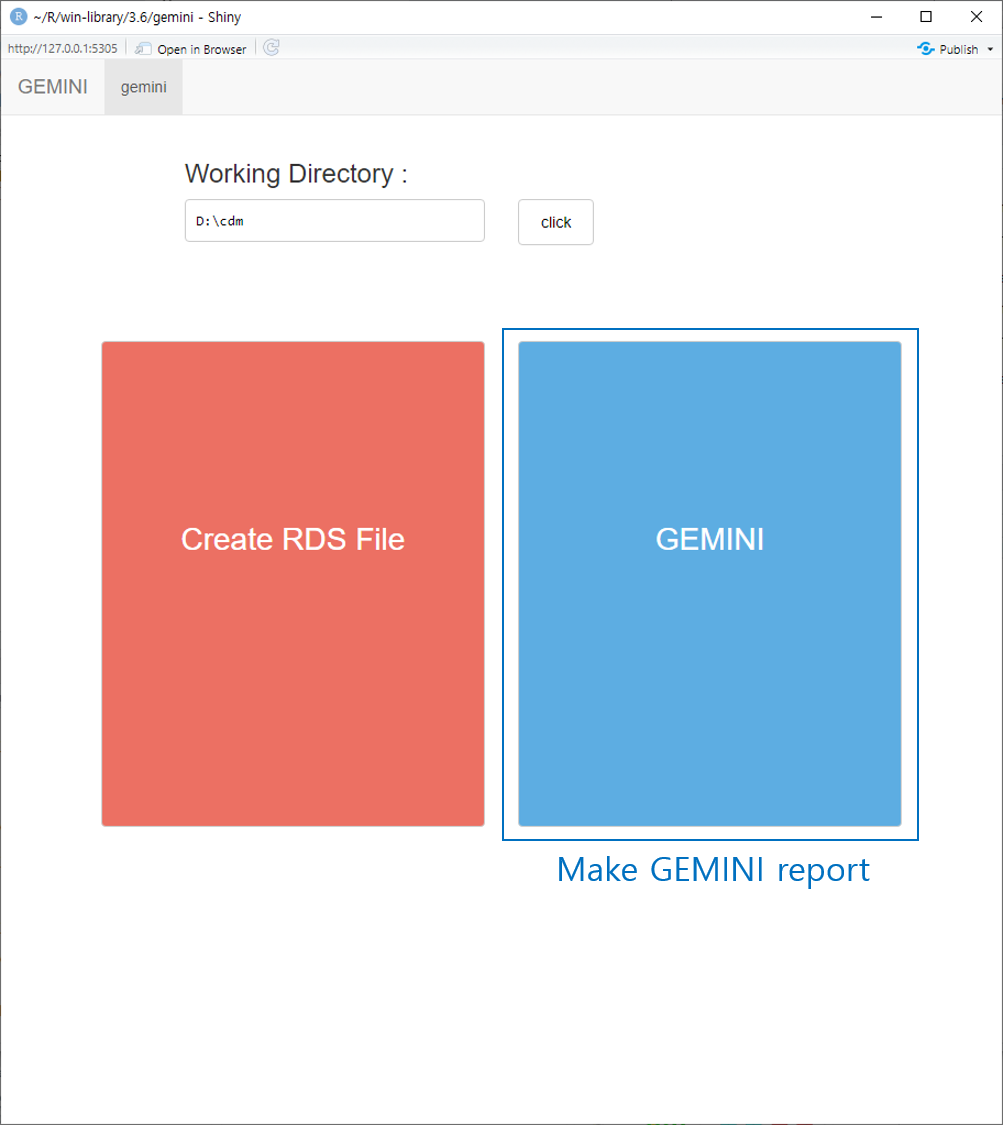 R ~/R/win-library/3.6/gemini - Shiny
http://127.0.0.1:5305 Open in Browser Publish
GEMINI gemini
Working Directory :
D:\cdm click
Create RDS File GEMINI
Make GEMINI report